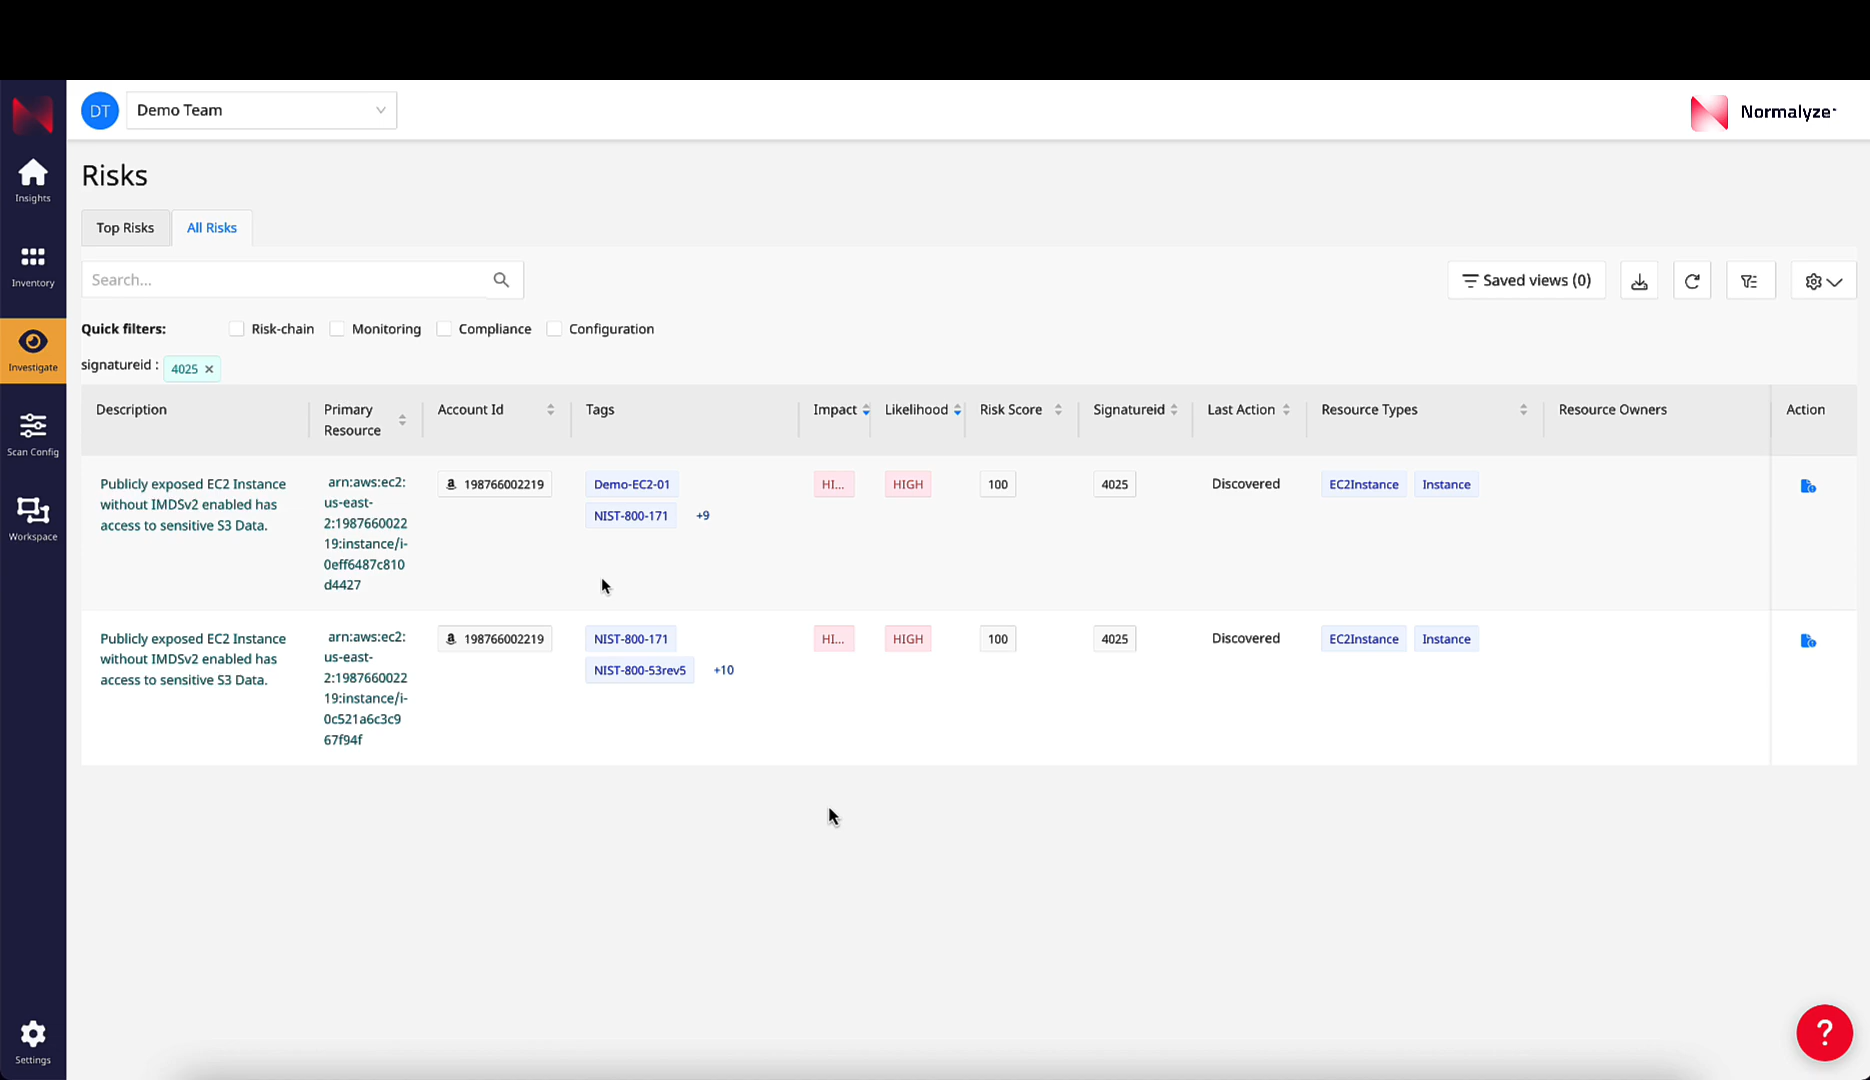 DT
Demo Team
Normalyze
Insights
Inventory
Investigate
Scan Config
Workspace
Settings
Risks
Top Risks
All Risks
Search...
Saved views (0)
Quick filters:
Risk-chain
Monitoring
Compliance
Configuration
signatureid :
4025 ×
Description
Primary
Resource
Account Id
Tags
Impact
Likelihood
Risk Score
Signatureid
Last Action
Resource Types
Resource Owners
Action
Publicly exposed EC2 Instance
without IMDSv2 enabled has
access to sensitive S3 Data.
arn:aws:ec2:
us-east-
2:1987660022
19:instance/i-
0eff6487c810
d4427
198766002219
Demo-EC2-01
NIST-800-171
+9
HI...
HIGH
100
4025
Discovered
EC2Instance
Instance
Publicly exposed EC2 Instance
without IMDSv2 enabled has
access to sensitive S3 Data.
arn:aws:ec2:
us-east-
2:1987660022
19:instance/i-
0c521a6c3c9
67f94f
198766002219
NIST-800-171
NIST-800-53rev5
+10
HI...
HIGH
100
4025
Discovered
EC2Instance
Instance
?